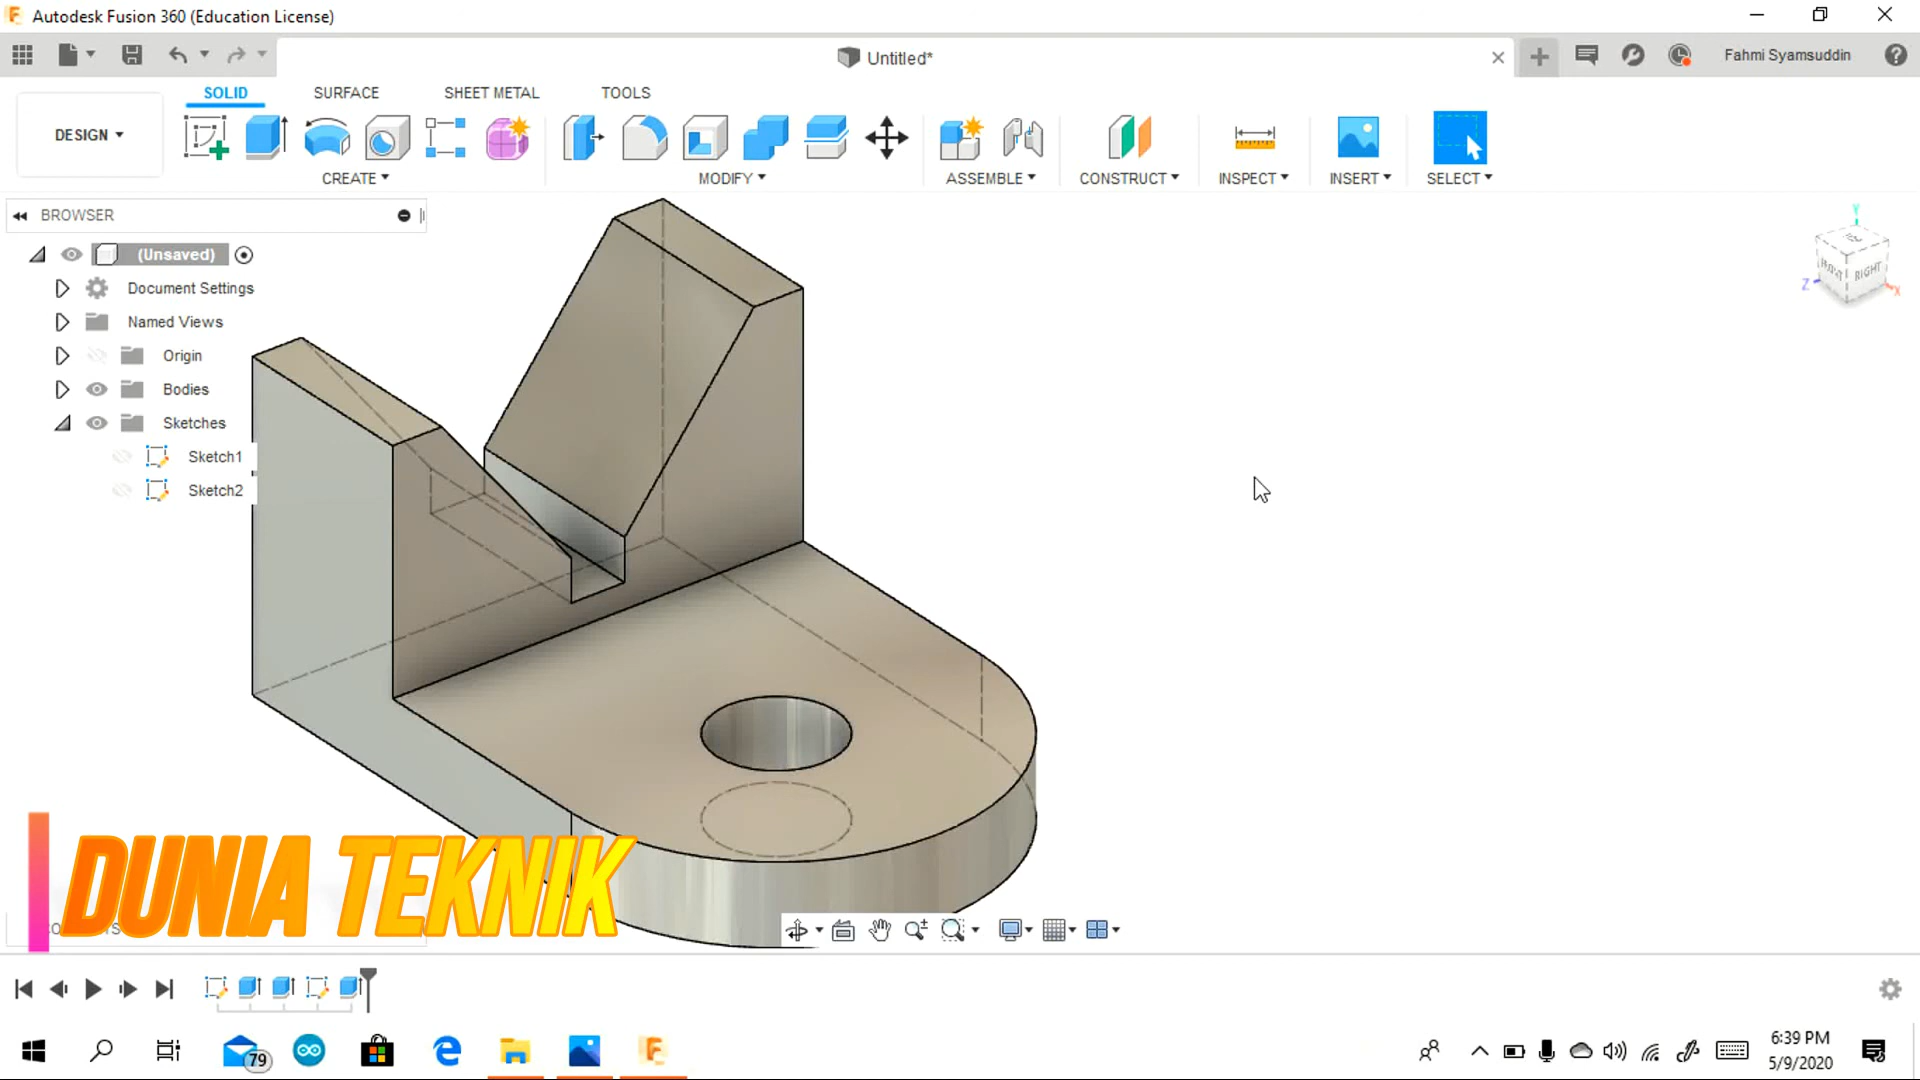 Autodesk Fusion 360 (Education License)
Untitled*
Fahmi Syamsuddin
SOLID SURFACE SHEET METAL TOOLS
DESIGN
CREATE MODIFY ASSEMBLE CONSTRUCT INSPECT INSERT SELECT
BROWSER
(Unsaved)
Document Settings
Named Views
Origin
Bodies
Sketches
Sketch1
Sketch2
Y
TOP
FRONT
RIGHT
Z
X
DUNIA TEKNIK
79
6:39 PM
5/9/2020